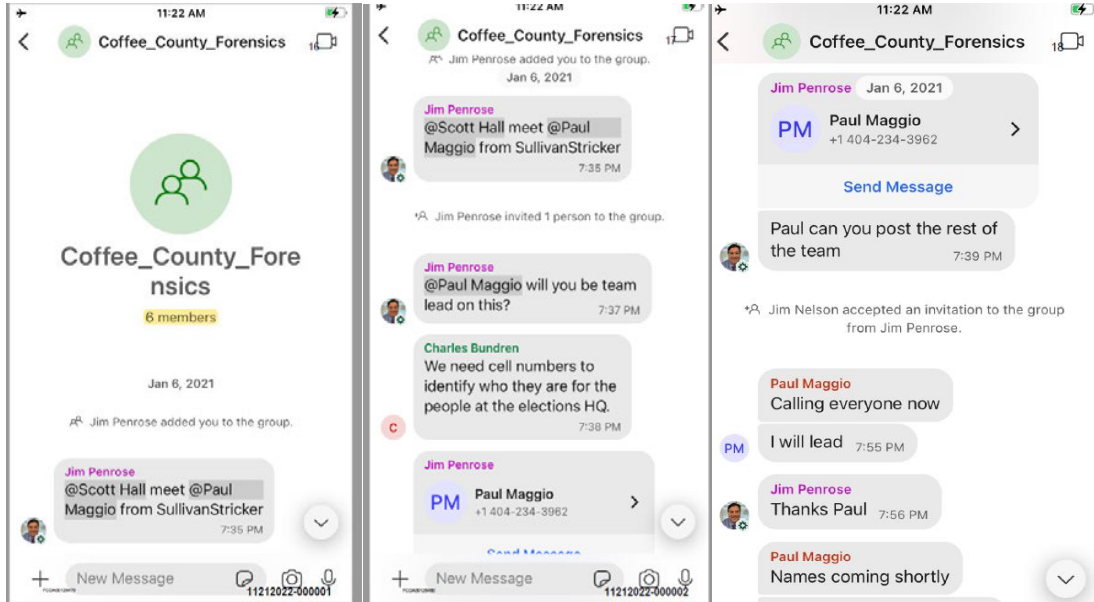 11:22 AM
16
Coffee_County_Forensics
Coffee_County_Fore
nsics
6 members
Jan 6, 2021
Jim Penrose added you to the group.
Jim Penrose
@Scott Hall meet @Paul
Maggio from SullivanStricker
7:35 PM
New Message
11212022-000001
11:22 AM
Coffee_County_Forensics
17
Jim Penrose added you to the group.
Jan 6, 2021
Jim Penrose
@Scott Hall meet @Paul
Maggio from SullivanStricker
7:35 PM
Jim Penrose invited 1 person to the group.
Jim Penrose
@Paul Maggio will you be team
lead on this?
7:37 PM
Charles Bundren
We need cell numbers to
identify who they are for the
people at the elections HQ.
7:38 PM
C
Jim Penrose
PM
Paul Maggio
+1 404-234-3962
Send Message
New Message
11212022-000002
11:22 AM
Coffee_County_Forensics
18
Jim Penrose
Jan 6, 2021
PM
Paul Maggio
+1 404-234-3962
Send Message
Paul can you post the rest of
the team
7:39 PM
Jim Nelson accepted an invitation to the group
from Jim Penrose.
Paul Maggio
Calling everyone now
PM
I will lead
7:55 PM
Jim Penrose
Thanks Paul
7:56 PM
Paul Maggio
Names coming shortly